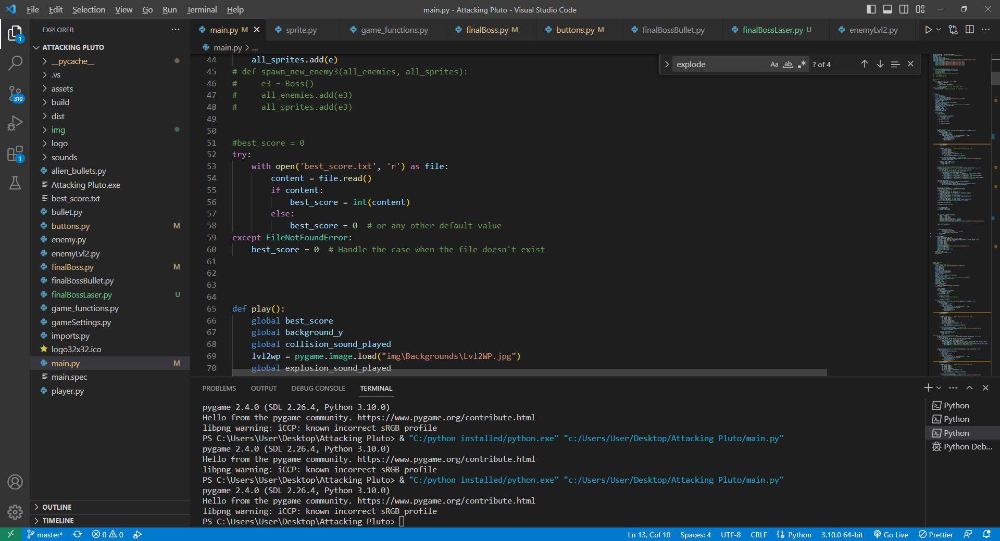 File Edit Selection View Go Run Terminal Help
main.py - Attacking Pluto - Visual Studio Code
EXPLORER
main.py M
sprite.py
game_functions.py
finalBoss.py M
buttons.py M
finalBossBullet.py
finalBossLaser.py U
enemyLvl2.py
1
310
1
ATTACKING PLUTO
__pycache__
.vs
assets
build
dist
img
logo
sounds
alien_bullets.py
Attacking Pluto.exe
best_score.txt
bullet.py
buttons.py M
enemy.py
enemyLvl2.py
finalBoss.py M
finalBossBullet.py
finalBossLaser.py U
game_functions.py
gameSettings.py
imports.py
logo32x32.ico
main.py M
main.spec
player.py
OUTLINE
TIMELINE
main.py > ...
explode Aa ab ? of 4
44 all_sprites.add(e)
45 # def spawn_new_enemy3(all_enemies, all_sprites):
46 #     e3 = Boss()
47 #     all_enemies.add(e3)
48 #     all_sprites.add(e3)
49
50
51 #best_score = 0
52 try:
53     with open('best_score.txt', 'r') as file:
54         content = file.read()
55         if content:
56             best_score = int(content)
57         else:
58             best_score = 0  # or any other default value
59 except FileNotFoundError:
60     best_score = 0  # Handle the case when the file doesn't exist
61
62
63
64
65 def play():
66     global best_score
67     global background_y
68     global collision_sound_played
69     lvl2wp = pygame.image.load("img\Backgrounds\Lvl2WP.jpg")
70     global explosion_sound_played
PROBLEMS OUTPUT DEBUG CONSOLE TERMINAL
pygame 2.4.0 (SDL 2.26.4, Python 3.10.0)
Hello from the pygame community. https://www.pygame.org/contribute.html
libpng warning: iCCP: known incorrect sRGB profile
PS C:\Users\User\Desktop\Attacking Pluto> & "C:/python installed/python.exe" "c:/Users/User/Desktop/Attacking Pluto/main.py"
pygame 2.4.0 (SDL 2.26.4, Python 3.10.0)
Hello from the pygame community. https://www.pygame.org/contribute.html
libpng warning: iCCP: known incorrect sRGB profile
PS C:\Users\User\Desktop\Attacking Pluto> & "C:/python installed/python.exe" "c:/Users/User/Desktop/Attacking Pluto/main.py"
pygame 2.4.0 (SDL 2.26.4, Python 3.10.0)
Hello from the pygame community. https://www.pygame.org/contribute.html
libpng warning: iCCP: known incorrect sRGB profile
PS C:\Users\User\Desktop\Attacking Pluto>
Python
Python
Python
Python Deb...
master* 0 0
Ln 13, Col 10 Spaces: 4 UTF-8 CRLF Python 3.10.0 64-bit Go Live Prettier